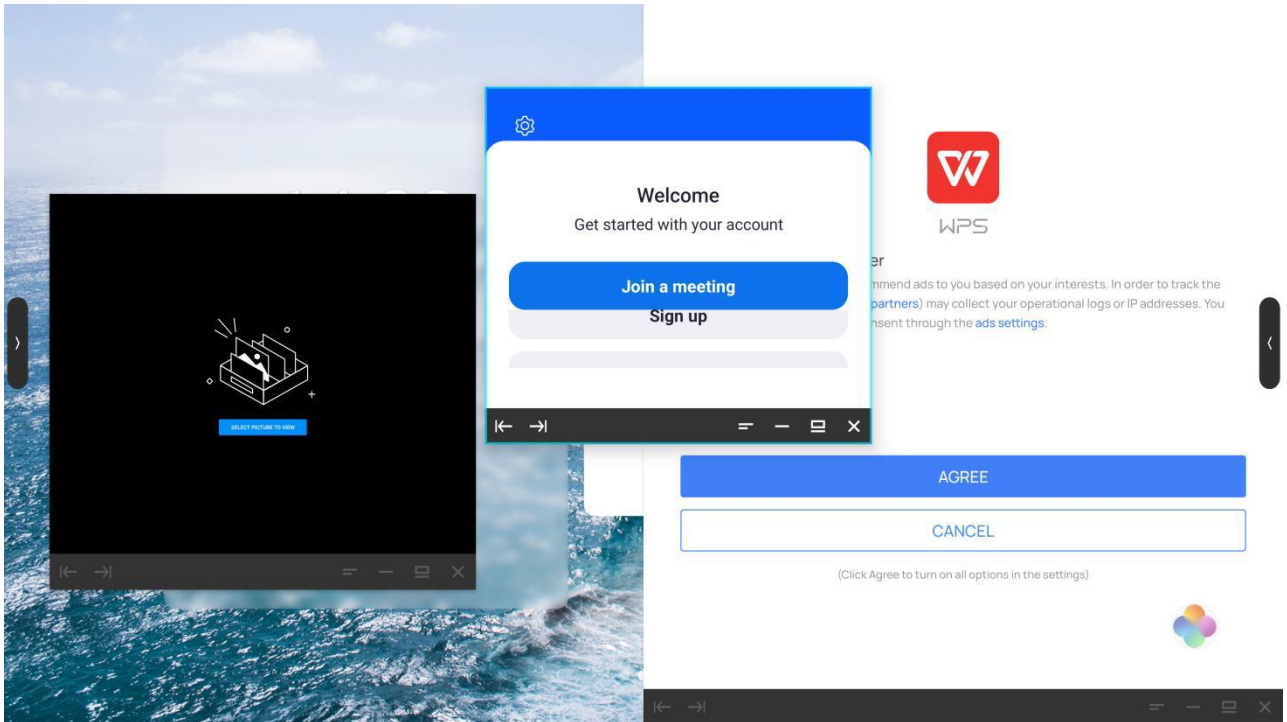 Welcome
Get started with your account
Join a meeting
Sign up
SELECT PICTURE TO VIEW
WPS
er
mmend ads to you based on your interests. In order to track the
partners) may collect your operational logs or IP addresses. You
nsent through the ads settings.
AGREE
CANCEL
(Click Agree to turn on all options in the settings)